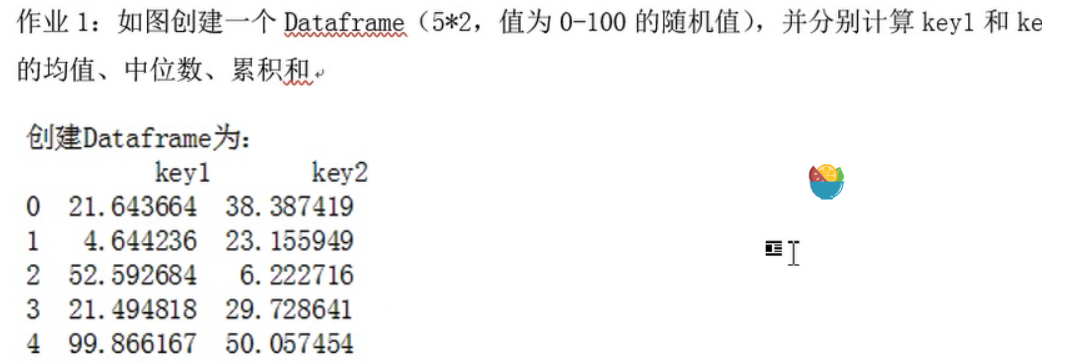 作业 1：如图创建一个 Dataframe（5*2，值为 0-100 的随机值），并分别计算 key1 和 ke
的均值、中位数、累积和
创建Dataframe为：
key1 key2
0 21.643664 38.387419
1 4.644236 23.155949
2 52.592684 6.222716
3 21.494818 29.728641
4 99.866167 50.057454